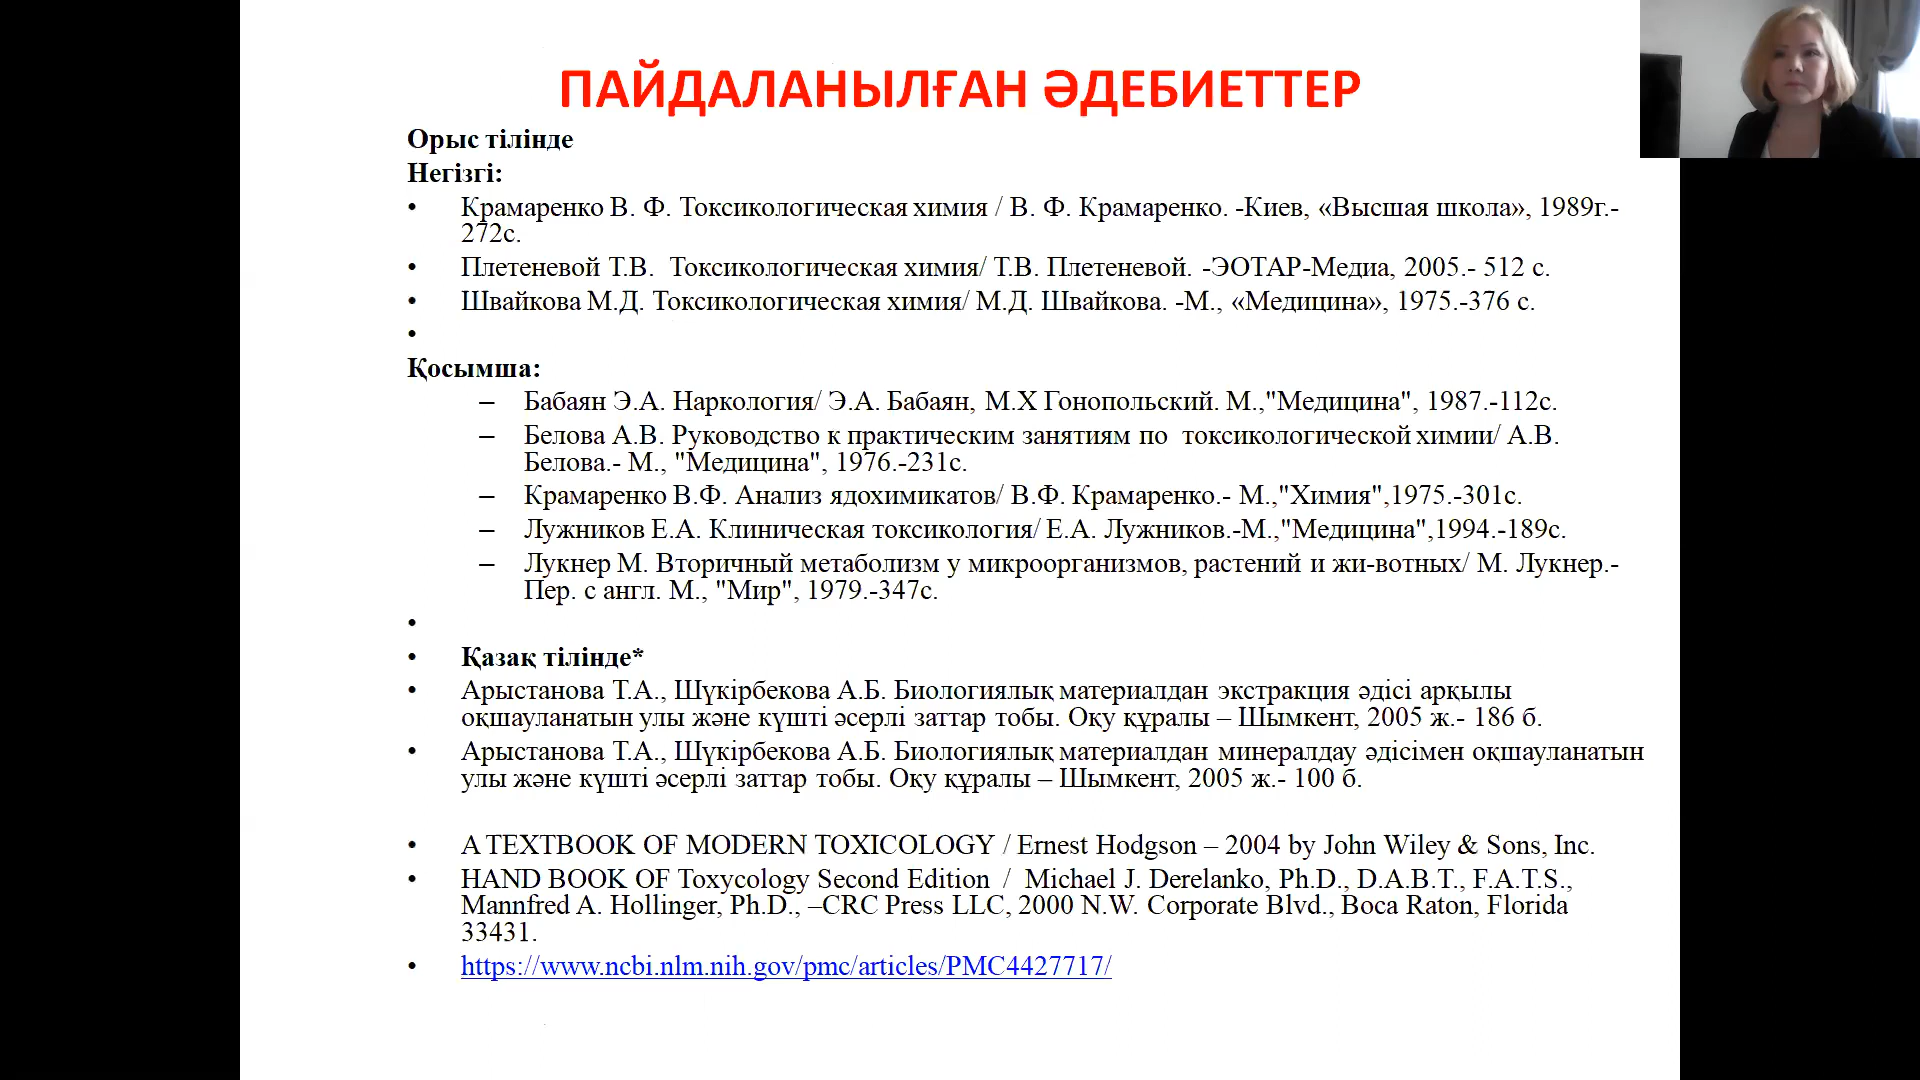 ПАЙДАЛАНЫЛҒАН ӘДЕБИЕТТЕР
Орыс тілінде
Негізгі:
• Крамаренко В. Ф. Токсикологическая химия / В. Ф. Крамаренко. -Киев, «Высшая школа», 1989г.-
272с.
• Плетеневой Т.В. Токсикологическая химия/ Т.В. Плетеневой. -ЭОТАР-Медиа, 2005.- 512 с.
• Швайкова М.Д. Токсикологическая химия/ М.Д. Швайкова. -М., «Медицина», 1975.-376 с.
•
Қосымша:
– Бабаян Э.А. Наркология/ Э.А. Бабаян, М.Х Гонопольский. М.,"Медицина", 1987.-112с.
– Белова А.В. Руководство к практическим занятиям по токсикологической химии/ А.В.
Белова.- М., "Медицина", 1976.-231с.
– Крамаренко В.Ф. Анализ ядохимикатов/ В.Ф. Крамаренко.- М.,"Химия",1975.-301с.
– Лужников Е.А. Клиническая токсикология/ Е.А. Лужников.-М.,"Медицина",1994.-189с.
– Лукнер М. Вторичный метаболизм у микроорганизмов, растений и жи-вотных/ М. Лукнер.-
Пер. с англ. М., "Мир", 1979.-347с.
•
• Қазақ тілінде*
• Арыстанова Т.А., Шүкірбекова А.Б. Биологиялық материалдан экстракция әдісі арқылы
оқшауланатын улы және күшті әсерлі заттар тобы. Оқу құралы – Шымкент, 2005 ж.- 186 б.
• Арыстанова Т.А., Шүкірбекова А.Б. Биологиялық материалдан минералдау әдісімен оқшауланатын
улы және күшті әсерлі заттар тобы. Оқу құралы – Шымкент, 2005 ж.- 100 б.
• A TEXTBOOK OF MODERN TOXICOLOGY / Ernest Hodgson – 2004 by John Wiley & Sons, Inc.
• HAND BOOK OF Toxycology Second Edition / Michael J. Derelanko, Ph.D., D.A.B.T., F.A.T.S.,
Mannfred A. Hollinger, Ph.D., –CRC Press LLC, 2000 N.W. Corporate Blvd., Boca Raton, Florida
33431.
• https://www.ncbi.nlm.nih.gov/pmc/articles/PMC4427717/